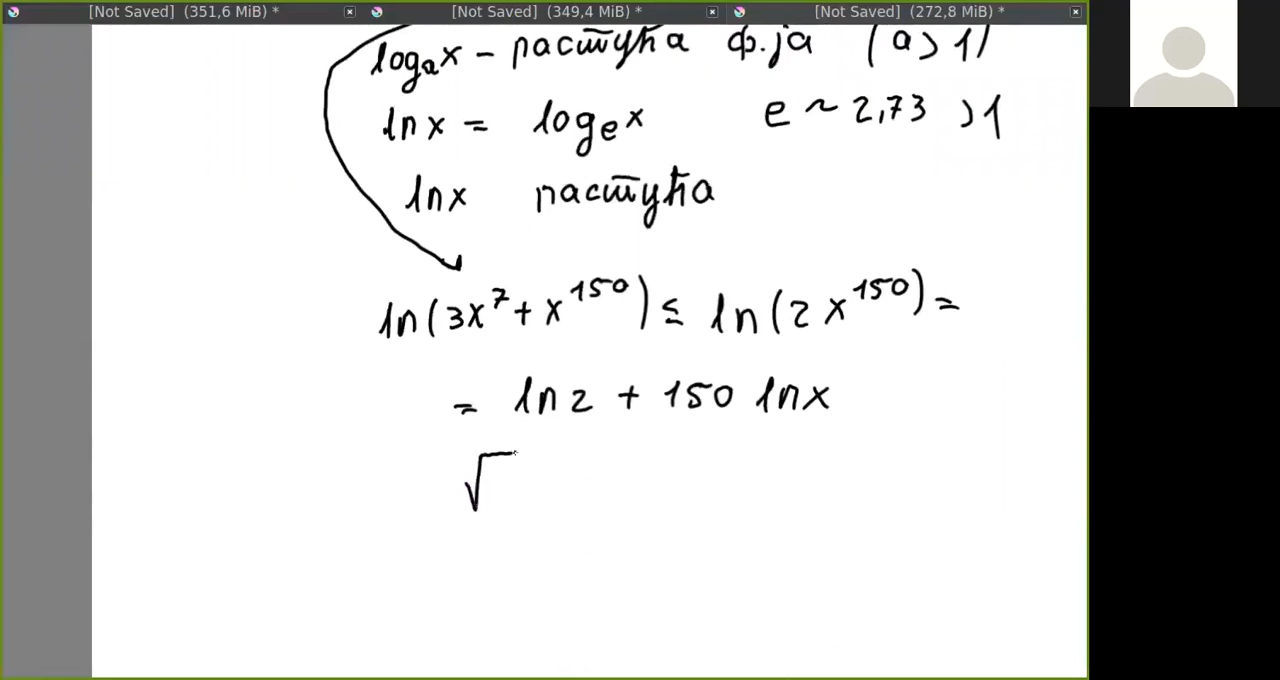 [Not Saved] (351,6 MiB) * [Not Saved] (349,4 MiB) * [Not Saved] (272,8 MiB) *
logₐx – растућа ф.ја (a > 1)
ln x = logₑx e ~ 2,73 > 1
ln x растућа
ln(3x⁷ + x¹⁵⁰) ≤ ln(2x¹⁵⁰) =
= ln 2 + 150 ln x
√